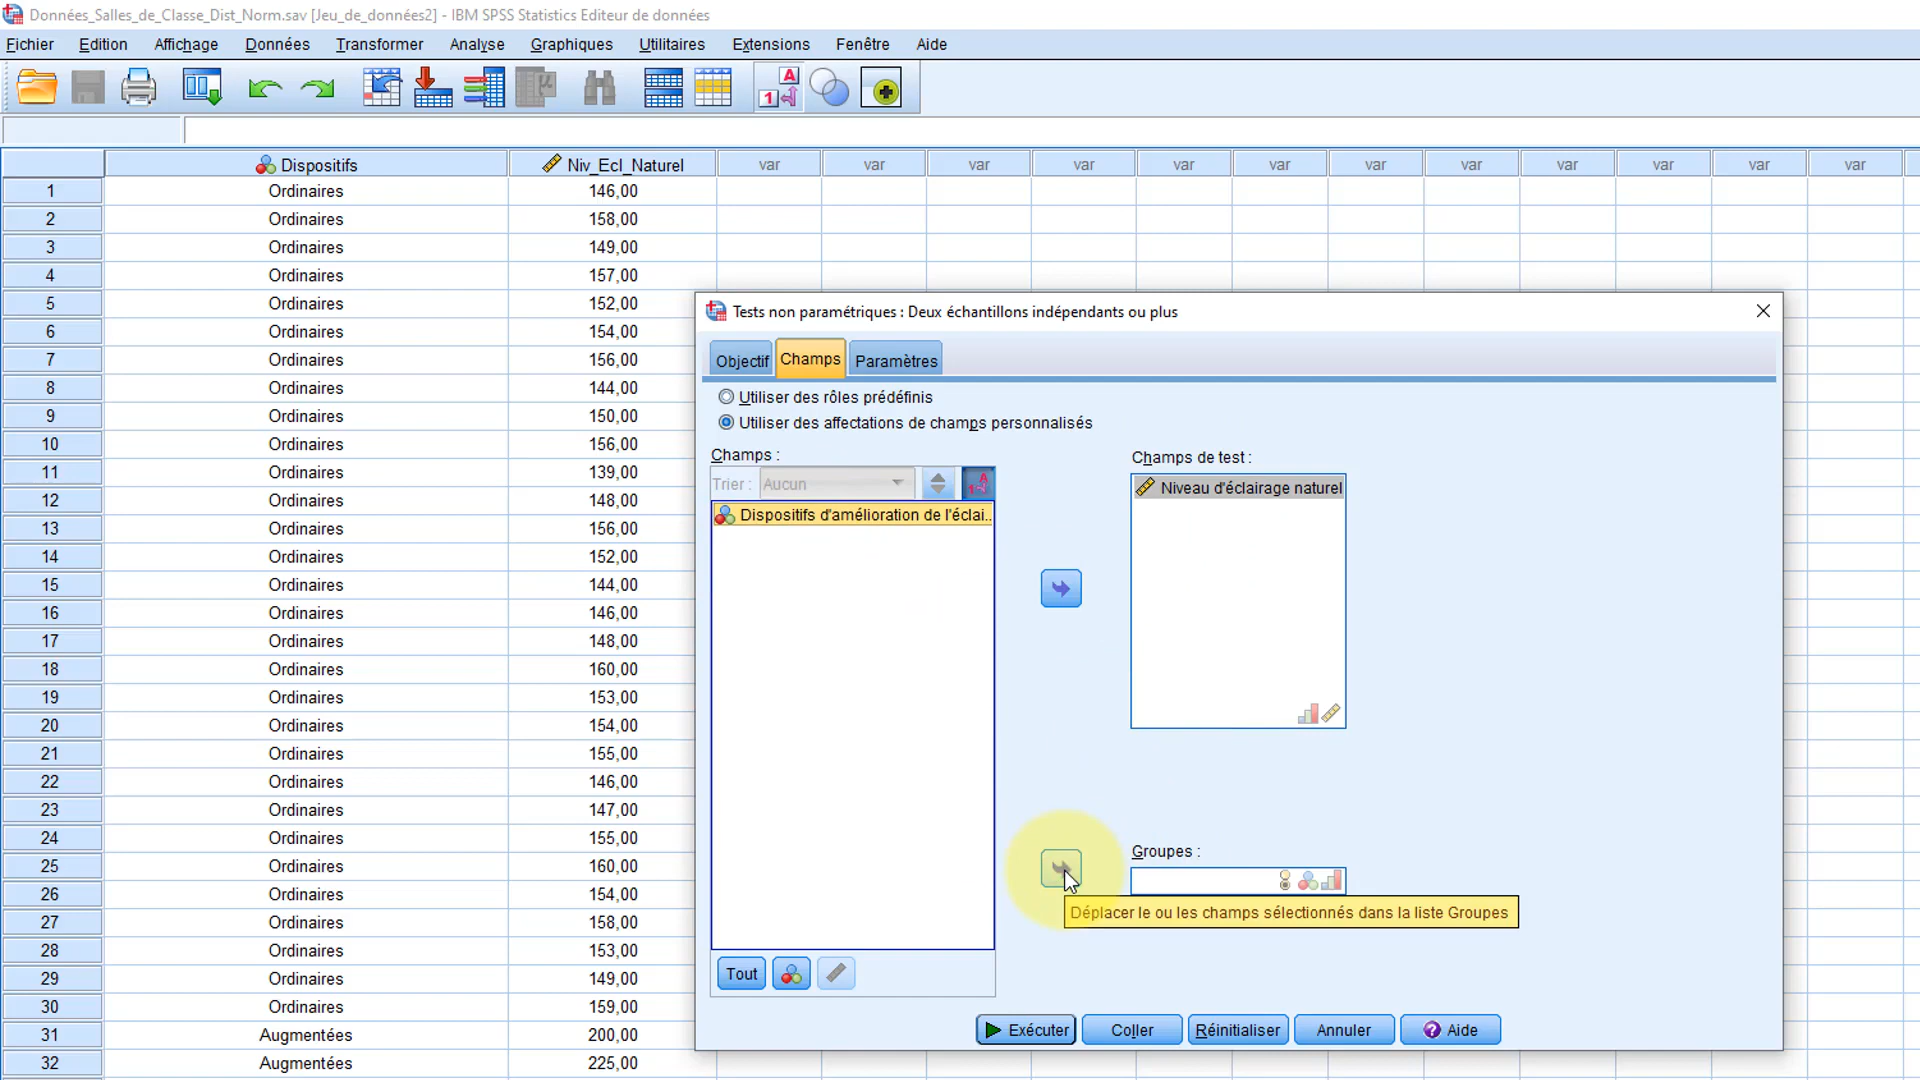 Données_Salles_de_Classe_Dist_Norm.sav [Jeu_de_données2] - IBM SPSS Statistics Editeur de données
Fichier Edition Affichage Données Transformer Analyse Graphiques Utilitaires Extensions Fenêtre Aide
Dispositifs Niv_Ecl_Naturel var var var var var var var var var var var
1 Ordinaires 146,00
2 Ordinaires 158,00
3 Ordinaires 149,00
4 Ordinaires 157,00
5 Ordinaires 152,00
6 Ordinaires 154,00
7 Ordinaires 156,00
8 Ordinaires 144,00
9 Ordinaires 150,00
10 Ordinaires 156,00
11 Ordinaires 139,00
12 Ordinaires 148,00
13 Ordinaires 156,00
14 Ordinaires 152,00
15 Ordinaires 144,00
16 Ordinaires 146,00
17 Ordinaires 148,00
18 Ordinaires 160,00
19 Ordinaires 153,00
20 Ordinaires 154,00
21 Ordinaires 155,00
22 Ordinaires 146,00
23 Ordinaires 147,00
24 Ordinaires 155,00
25 Ordinaires 160,00
26 Ordinaires 154,00
27 Ordinaires 158,00
28 Ordinaires 153,00
29 Ordinaires 149,00
30 Ordinaires 159,00
31 Augmentées 200,00
32 Augmentées 225,00
Tests non paramétriques : Deux échantillons indépendants ou plus
Objectif Champs Paramètres
Utiliser des rôles prédéfinis
Utiliser des affectations de champs personnalisés
Champs :
Trier : Aucun
Dispositifs d'amélioration de l'éclai..
Champs de test :
Niveau d'éclairage naturel
Groupes :
Déplacer le ou les champs sélectionnés dans la liste Groupes
Tout
Exécuter Coller Réinitialiser Annuler Aide